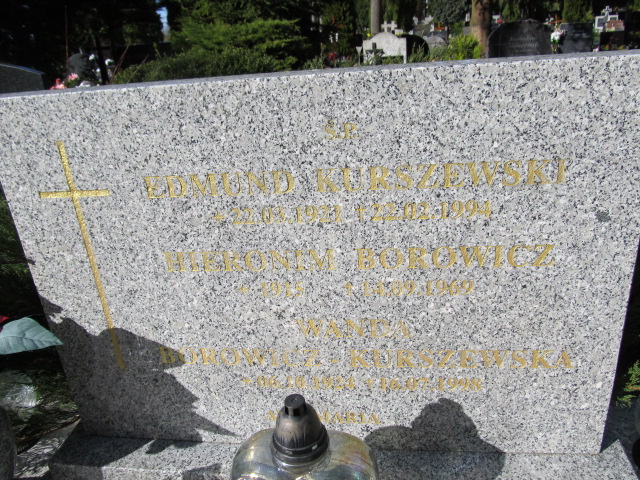 Ś.P.
EDMUND KURSZEWSKI
22.03.1921 † 22.02.1994
HIERONIM BOROWICZ
† 14.09.1969
WANDA
BOROWICZ - KURSZEWSKA
06.10.1924 † 16.07.1998